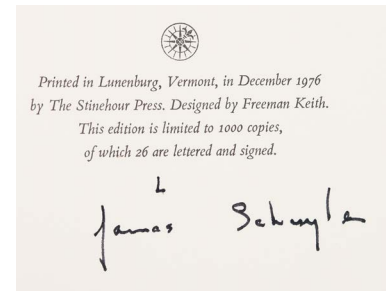 Printed in Lunenburg, Vermont, in December 1976
by The Stinehour Press. Designed by Freeman Keith.
This edition is limited to 1000 copies,
of which 26 are lettered and signed.
L
James Schuyler